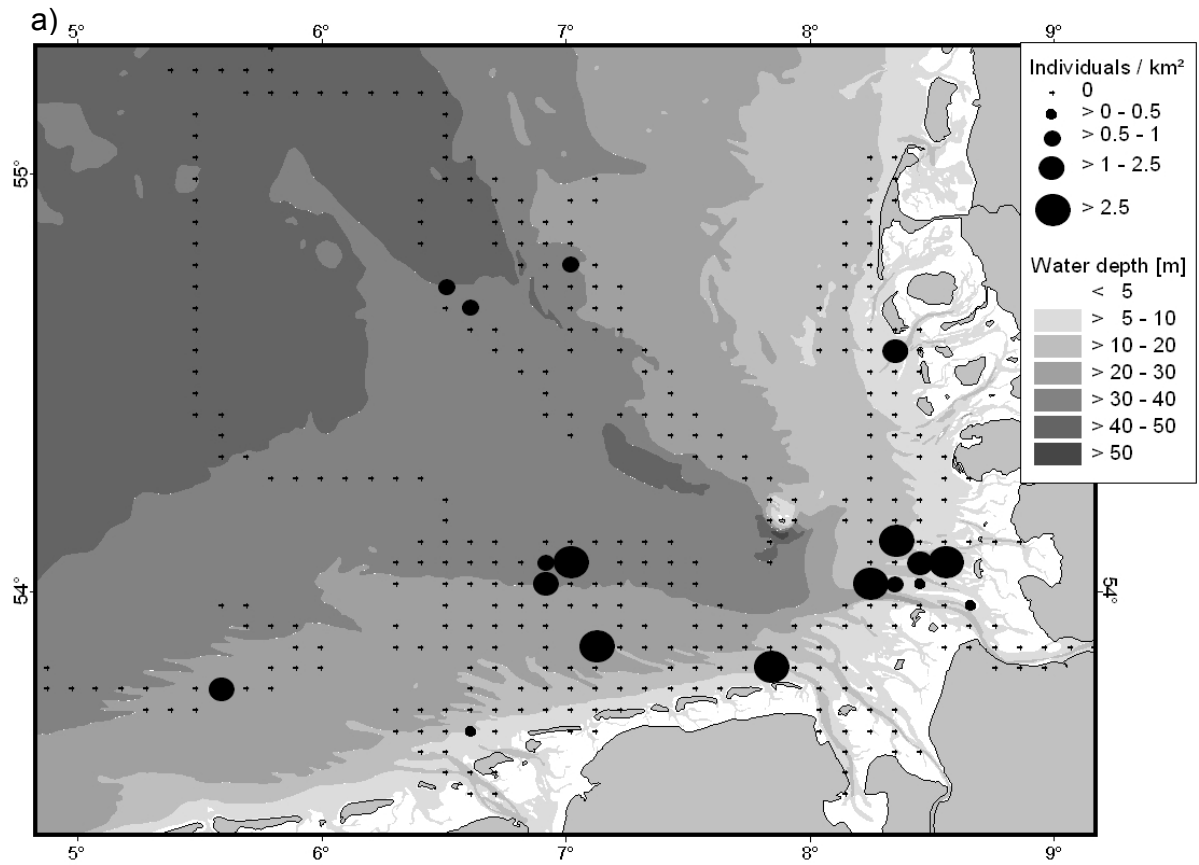 a)
5° 6° 7° 8° 9°
Individuals / km²
0
> 0 - 0.5
> 0.5 - 1
> 1 - 2.5
> 2.5
Water depth [m]
< 5
> 5 - 10
> 10 - 20
> 20 - 30
> 30 - 40
> 40 - 50
> 50
55°
54° 54°
5° 6° 7° 8° 9°